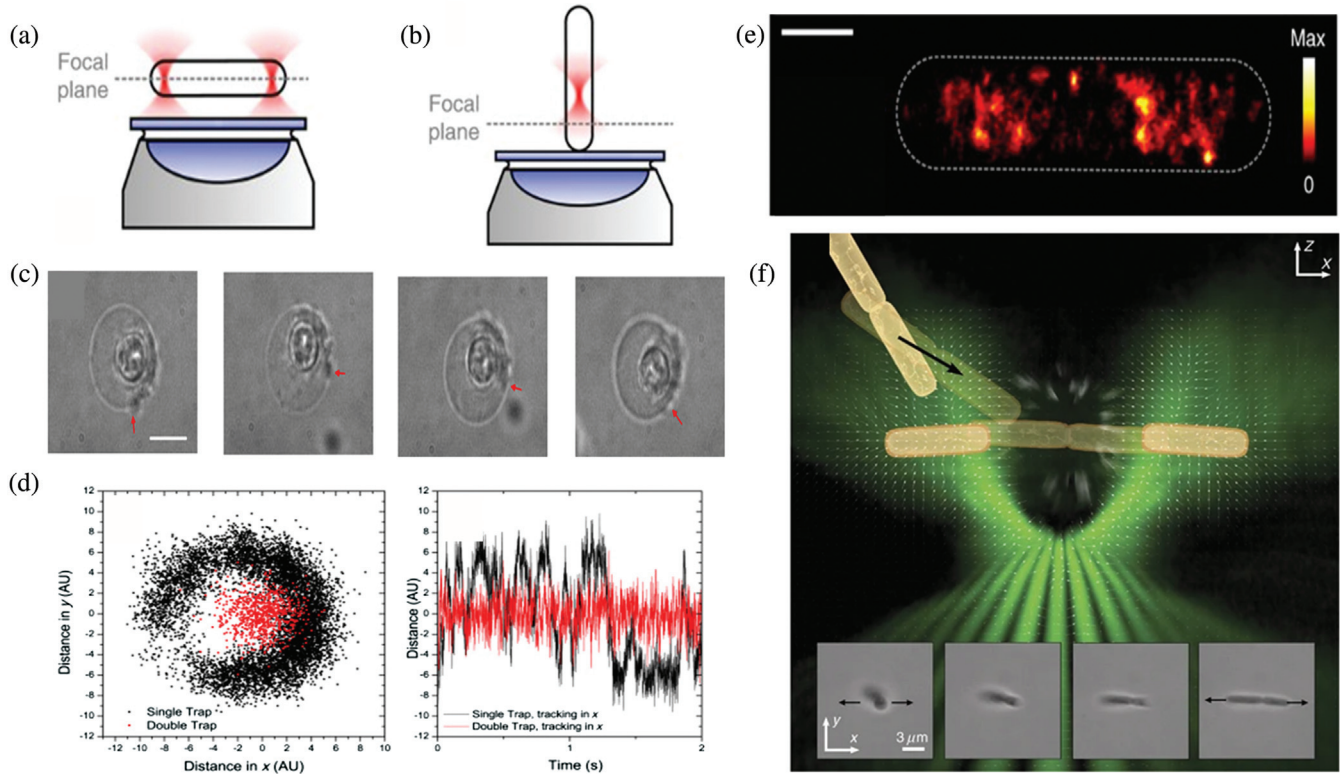 (a)
Focal
plane
(b)
Focal
plane
(c)
(d)
12
10
8
6
4
2
0
-2
-4
-6
-8
-10
-12
Distance in y (AU)
Single Trap
Double Trap
-12 -10 -8 -6 -4 -2 0 2 4 6 8 10
Distance in x (AU)
12
10
8
6
4
2
0
-2
-4
-6
-8
-10
-12
Distance (AU)
Single Trap, tracking in x
Double Trap, tracking in x
0 1 2
Time (s)
(e)
Max
0
(f)
z
x
y
x
3 μm